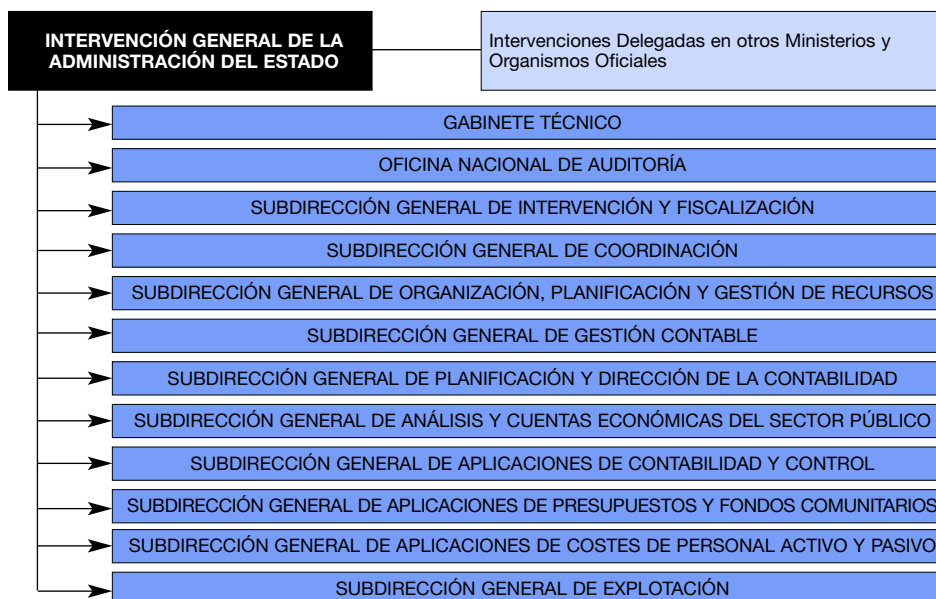 INTERVENCIÓN GENERAL DE LA
ADMINISTRACIÓN DEL ESTADO
Intervenciones Delegadas en otros Ministerios y
Organismos Oficiales
GABINETE TÉCNICO
OFICINA NACIONAL DE AUDITORÍA
SUBDIRECCIÓN GENERAL DE INTERVENCIÓN Y FISCALIZACIÓN
SUBDIRECCIÓN GENERAL DE COORDINACIÓN
SUBDIRECCIÓN GENERAL DE ORGANIZACIÓN, PLANIFICACIÓN Y GESTIÓN DE RECURSOS
SUBDIRECCIÓN GENERAL DE GESTIÓN CONTABLE
SUBDIRECCIÓN GENERAL DE PLANIFICACIÓN Y DIRECCIÓN DE LA CONTABILIDAD
SUBDIRECCIÓN GENERAL DE ANÁLISIS Y CUENTAS ECONÓMICAS DEL SECTOR PÚBLICO
SUBDIRECCIÓN GENERAL DE APLICACIONES DE CONTABILIDAD Y CONTROL
SUBDIRECCIÓN GENERAL DE APLICACIONES DE PRESUPUESTOS Y FONDOS COMUNITARIOS
SUBDIRECCIÓN GENERAL DE APLICACIONES DE COSTES DE PERSONAL ACTIVO Y PASIVO
SUBDIRECCIÓN GENERAL DE EXPLOTACIÓN